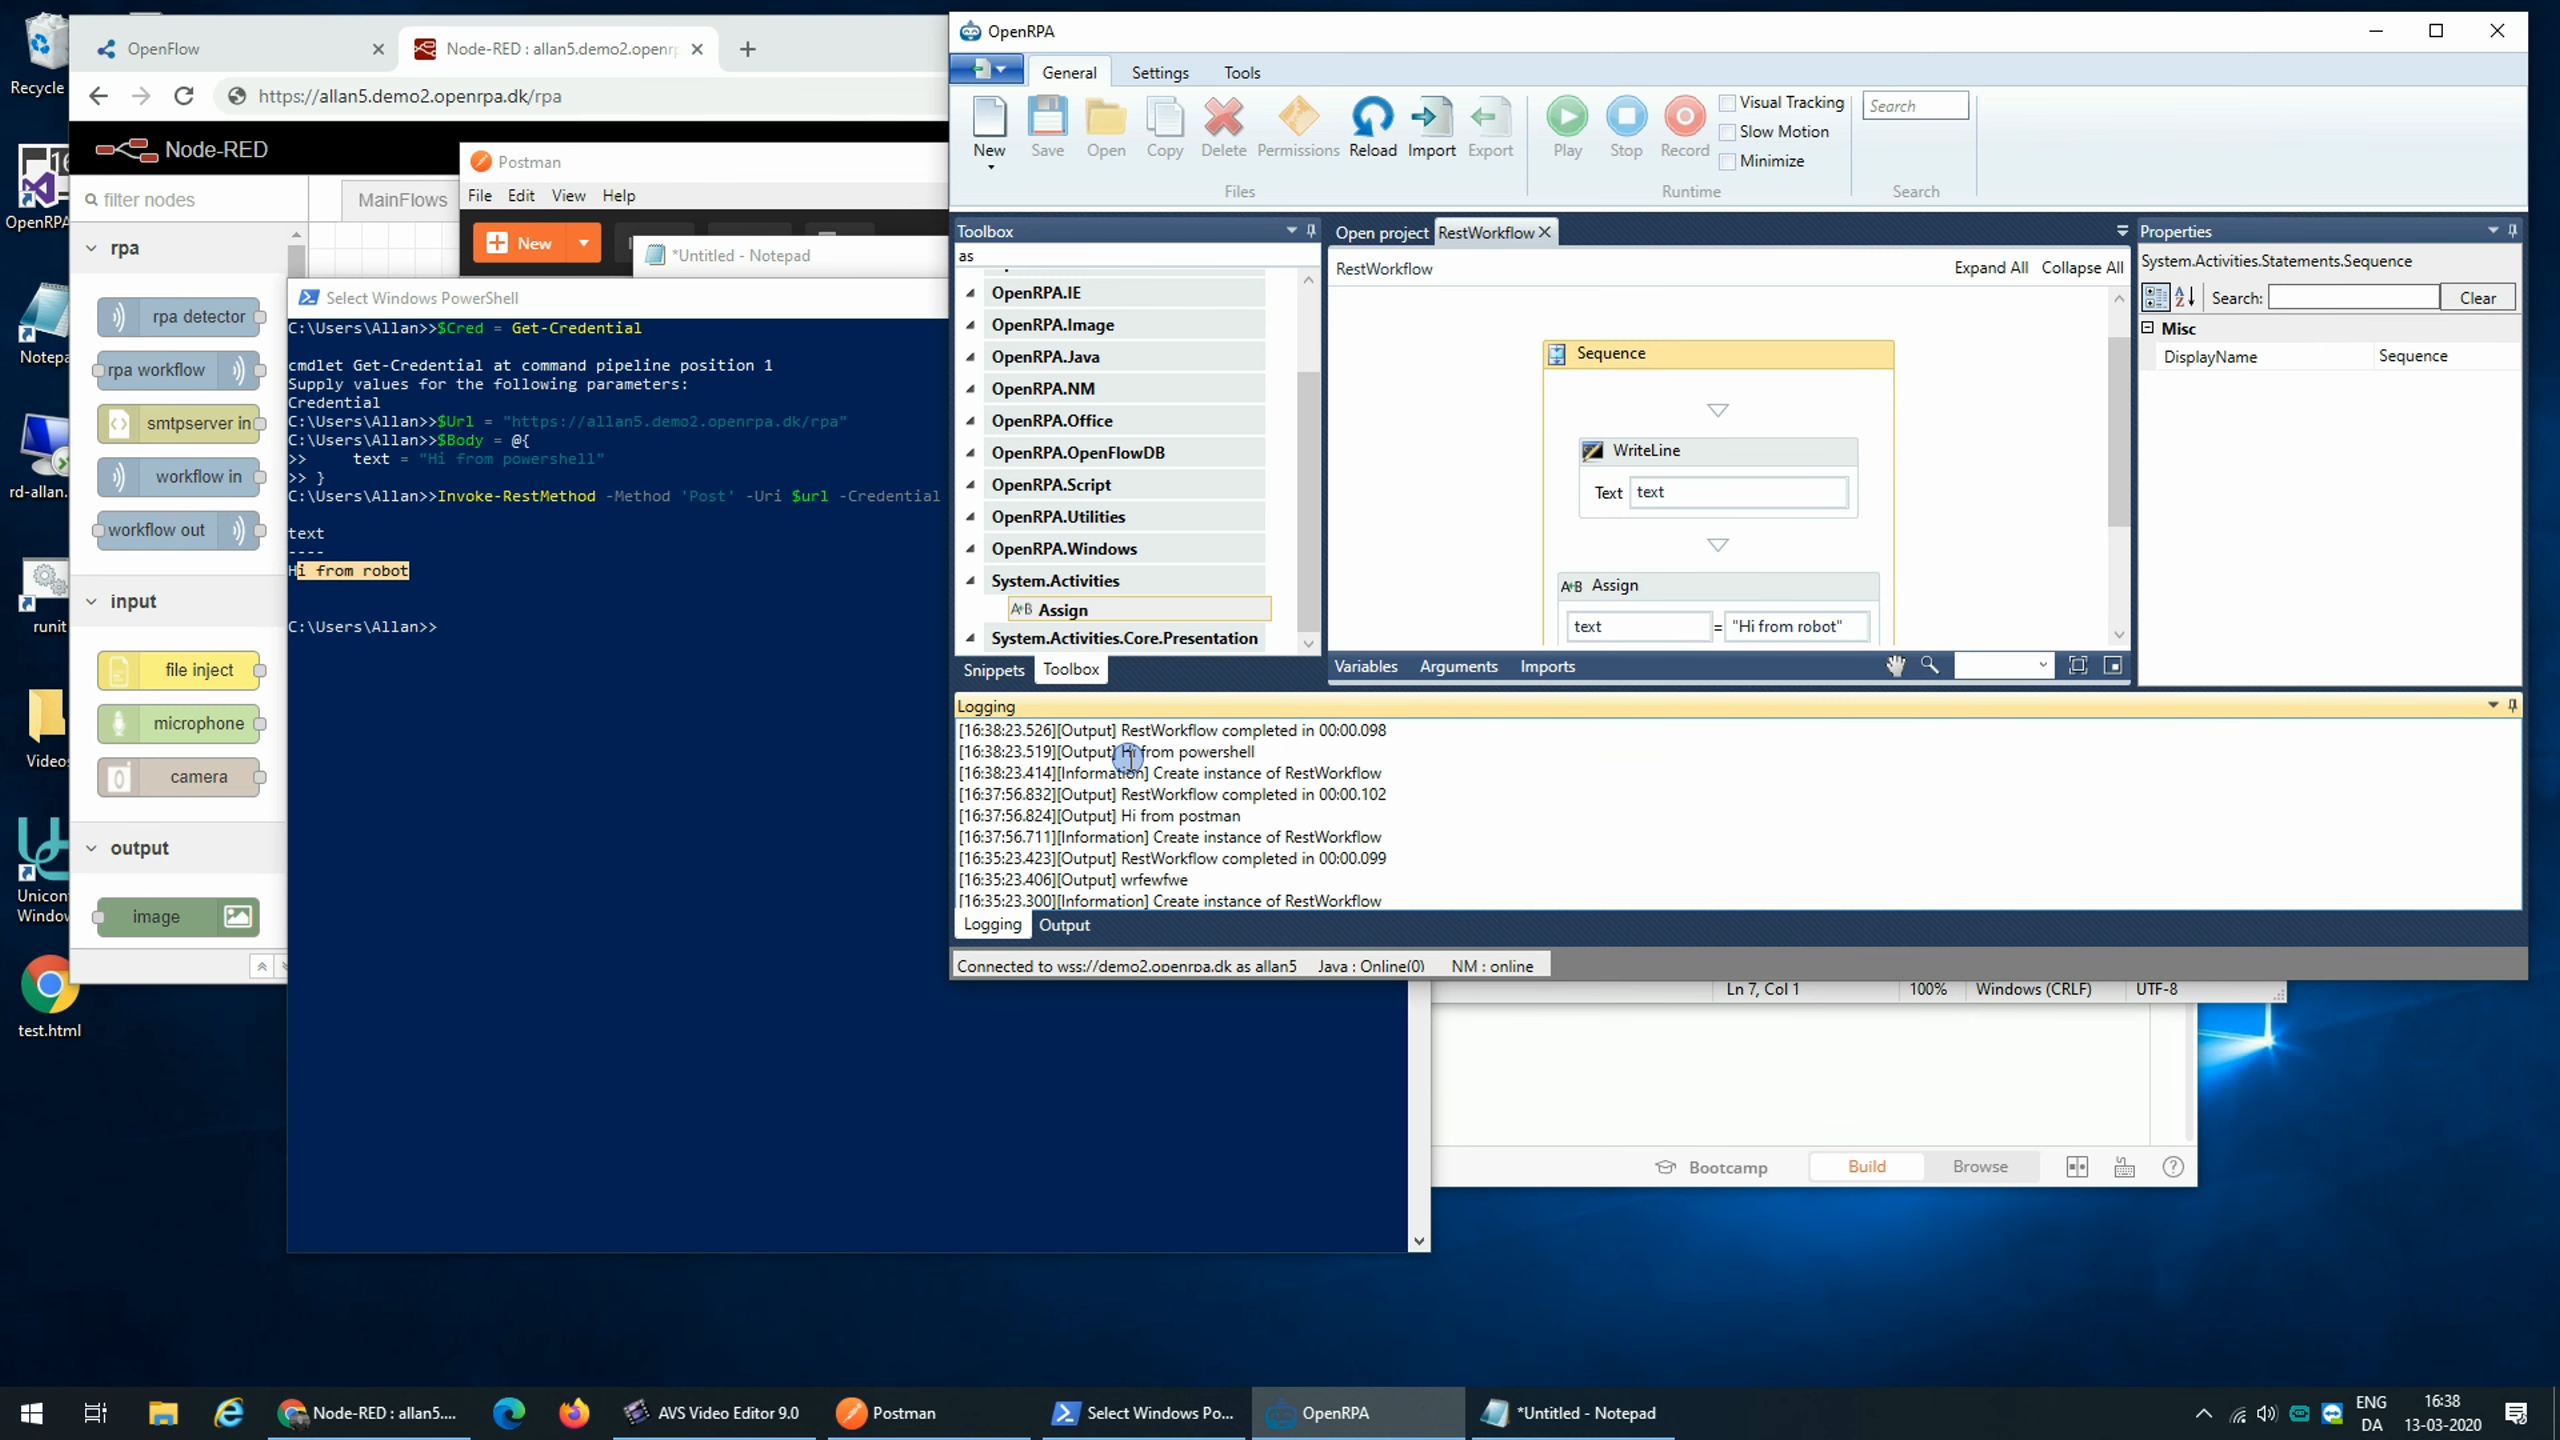 Recycle
OpenRPA
Notepa
rd-allan.
runit
Videos
Unicon
Window
test.html
OpenFlow
Node-RED : allan5.demo2.openrp
https://allan5.demo2.openrpa.dk/rpa
Node-RED
filter nodes
MainFlows
rpa
rpa detector
rpa workflow
smtpserver in
workflow in
workflow out
input
file inject
microphone
camera
output
image
Postman
File Edit View Help
New
*Untitled - Notepad
Select Windows PowerShell
C:\Users\Allan>>$Cred = Get-Credential
cmdlet Get-Credential at command pipeline position 1
Supply values for the following parameters:
Credential
C:\Users\Allan>>$Url = "https://allan5.demo2.openrpa.dk/rpa"
C:\Users\Allan>>$Body = @{
>>     text = "Hi from powershell"
>> }
C:\Users\Allan>>Invoke-RestMethod -Method 'Post' -Uri $url -Credential
text
----
Hi from robot
C:\Users\Allan>>
OpenRPA
General Settings Tools
New Save Open Copy Delete Permissions Reload Import Export
Files
Play Stop Record
Visual Tracking
Slow Motion
Minimize
Runtime
Search
Search
Toolbox
as
OpenRPA.IE
OpenRPA.Image
OpenRPA.Java
OpenRPA.NM
OpenRPA.Office
OpenRPA.OpenFlowDB
OpenRPA.Script
OpenRPA.Utilities
OpenRPA.Windows
System.Activities
A+B Assign
System.Activities.Core.Presentation
Snippets Toolbox
Open project RestWorkflow
RestWorkflow
Expand All Collapse All
Sequence
WriteLine
Text text
A+B Assign
text = "Hi from robot"
Variables Arguments Imports
Properties
System.Activities.Statements.Sequence
Search: Clear
Misc
DisplayName Sequence
Logging
[16:38:23.526][Output] RestWorkflow completed in 00:00.098
[16:38:23.519][Output] Hi from powershell
[16:38:23.414][Information] Create instance of RestWorkflow
[16:37:56.832][Output] RestWorkflow completed in 00:00.102
[16:37:56.824][Output] Hi from postman
[16:37:56.711][Information] Create instance of RestWorkflow
[16:35:23.423][Output] RestWorkflow completed in 00:00.099
[16:35:23.406][Output] wrfewfwe
[16:35:23.300][Information] Create instance of RestWorkflow
Logging Output
Connected to wss://demo2.openrpa.dk as allan5 Java : Online(0) NM : online
Ln 7, Col 1 100% Windows (CRLF) UTF-8
Bootcamp Build Browse
Node-RED : allan5....
AVS Video Editor 9.0
Postman
Select Windows Po...
OpenRPA
*Untitled - Notepad
ENG
DA
16:38
13-03-2020